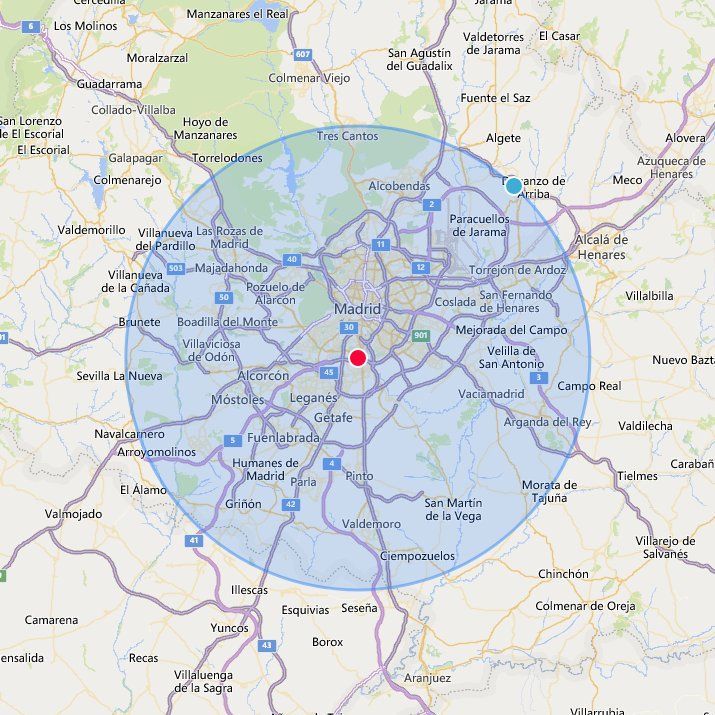 Cercedilla
Manzanares el Real
Jarama
6
Los Molinos
Valdetorres
de Jarama
El Casar
607
San Agustín
del Guadalix
Moralzarzal
Colmenar Viejo
Guadarrama
Fuente el Saz
Collado-Villalba
San Lorenzo
de El Escorial
El Escorial
Hoyo de
Manzanares
Tres Cantos
Algete
Alovera
Galapagar
Torrelodones
Azuqueca de
Henares
Colmenarejo
Alcobendas
Meco
Arriba
2
Valdemorillo
Villanueva
del Pardillo
Las Rozas de
Madrid
Paracuellos
de Jarama
11
Alcalá de
Henares
40
12
503
Majadahonda
Torrejón de Ardoz
Villanueva
de la Cañada
Pozuelo de
Alarcón
50
Coslada
San Fernando
de Henares
Villalbilla
Madrid
Brunete
Boadilla del Monte
30
901
Mejorada del Campo
Villaviciosa
de Odón
Velilla de
San Antonio
Nuevo Bazta
Sevilla La Nueva
Alcorcón
45
3
Campo Real
Móstoles
Leganés
Vaciamadrid
Getafe
Arganda del Rey
Valdilecha
Navalcarnero
5
Fuenlabrada
Arroyomolinos
Humanes de
Madrid
4
Carabañ
Tielmes
El Álamo
Parla
Pinto
Morata de
Tajuña
Griñón
42
San Martín
de la Vega
Valmojado
Valdemoro
41
Villarejo de
Salvanés
Ciempozuelos
Chinchón
Illescas
Esquivias
Seseña
Colmenar de Oreja
Camarena
Yuncos
Borox
43
ensalida
Recas
Villaluenga
de la Sagra
Aranjuez
Villarrubia